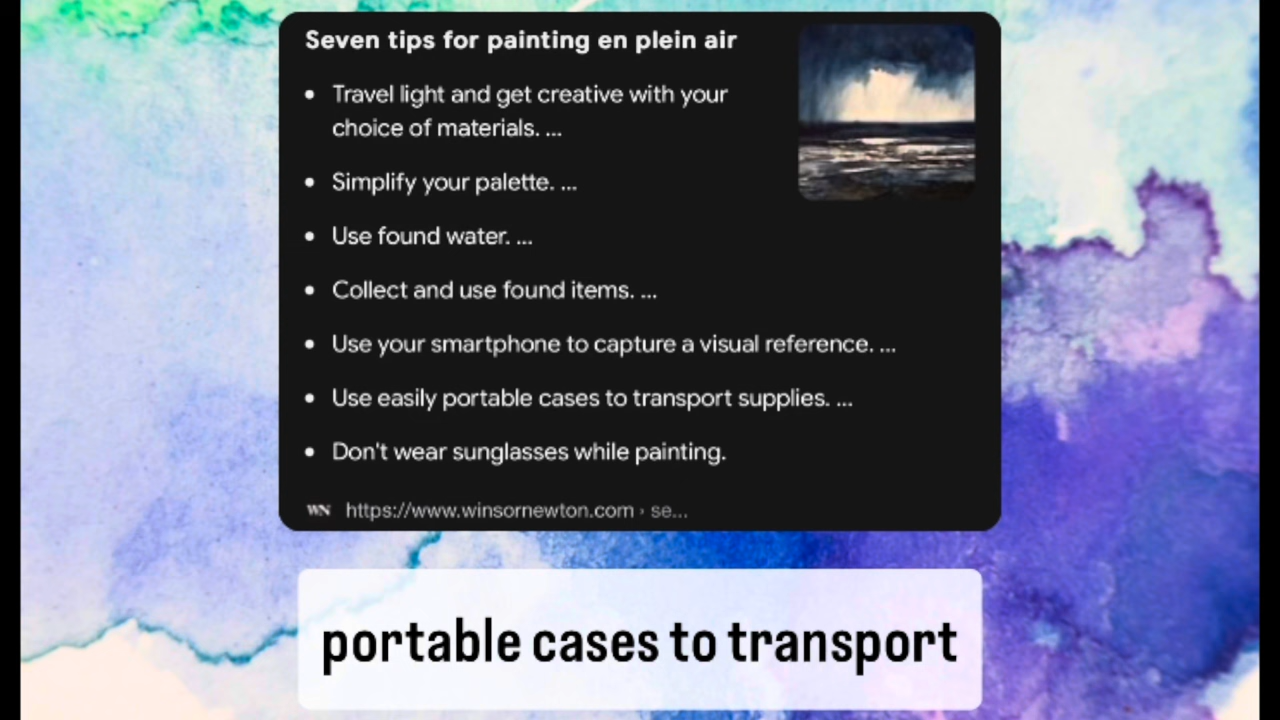 Seven tips for painting en plein air
• Travel light and get creative with your
choice of materials. ...
• Simplify your palette. ...
• Use found water. ...
• Collect and use found items. ...
• Use your smartphone to capture a visual reference. ...
• Use easily portable cases to transport supplies. ...
• Don't wear sunglasses while painting.
WN https://www.winsornewton.com › se...
portable cases to transport